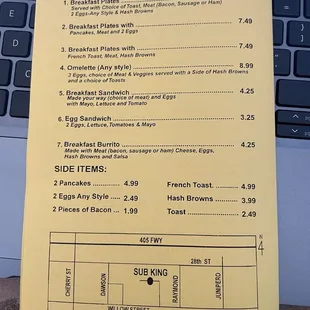 1. Breakfast Plates
Served with Choice of Toast, Meat (Bacon, Sausage or Ham)
2 Eggs-Any Style & Hash Browns
2. Breakfast Plates with .......... 7.49
Pancakes, Meat and 2 Eggs
3. Breakfast Plates with .......... 7.49
French Toast, Meat, Hash Brown
4. Omelette (Any style) .......... 8.99
3 Eggs, choice of Meat & Veggies served with a Side of Hash Browns
and a choice of Toasts
5. Breakfast Sandwich .......... 4.25
Made your way (choice of meat) and Eggs
with Mayo, Lettuce and Tomato
6. Egg Sandwich .......... 3.25
2 Eggs, Lettuce, Tomatoes & Mayo
7. Breakfast Burrito .......... 4.25
Made with Meat (bacon, sausage or ham) Cheese, Eggs,
Hash Browns and Salsa
SIDE ITEMS:
2 Pancakes ....... 4.99 French Toast. 4.99
2 Eggs Any Style ..... 2.49 Hash Browns ....... 3.99
2 Pieces of Bacon ... 1.99 Toast .......... 2.49
405 FWY
N
4
28th ST
CHERRY ST
DAWSON
SUB KING
RAYMOND
JUNIPERO
WILLOW STREET